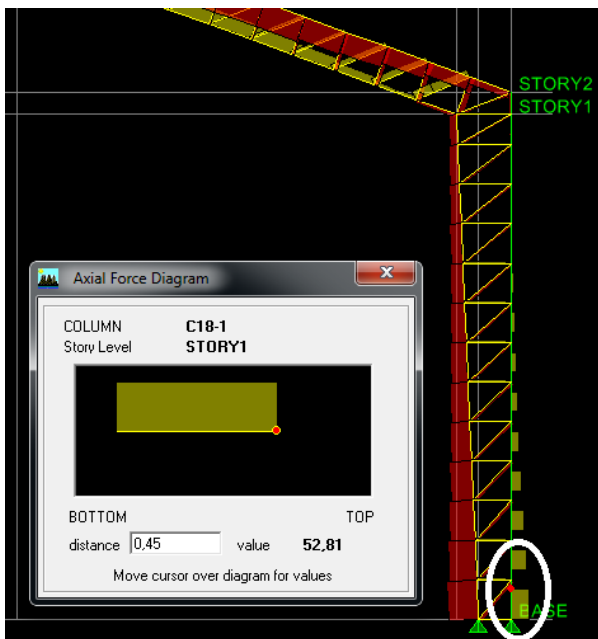 STORY2
STORY1
Axial Force Diagram
COLUMN C18-1
Story Level STORY1
BOTTOM TOP
distance 0,45 value 52,81
Move cursor over diagram for values
BASE